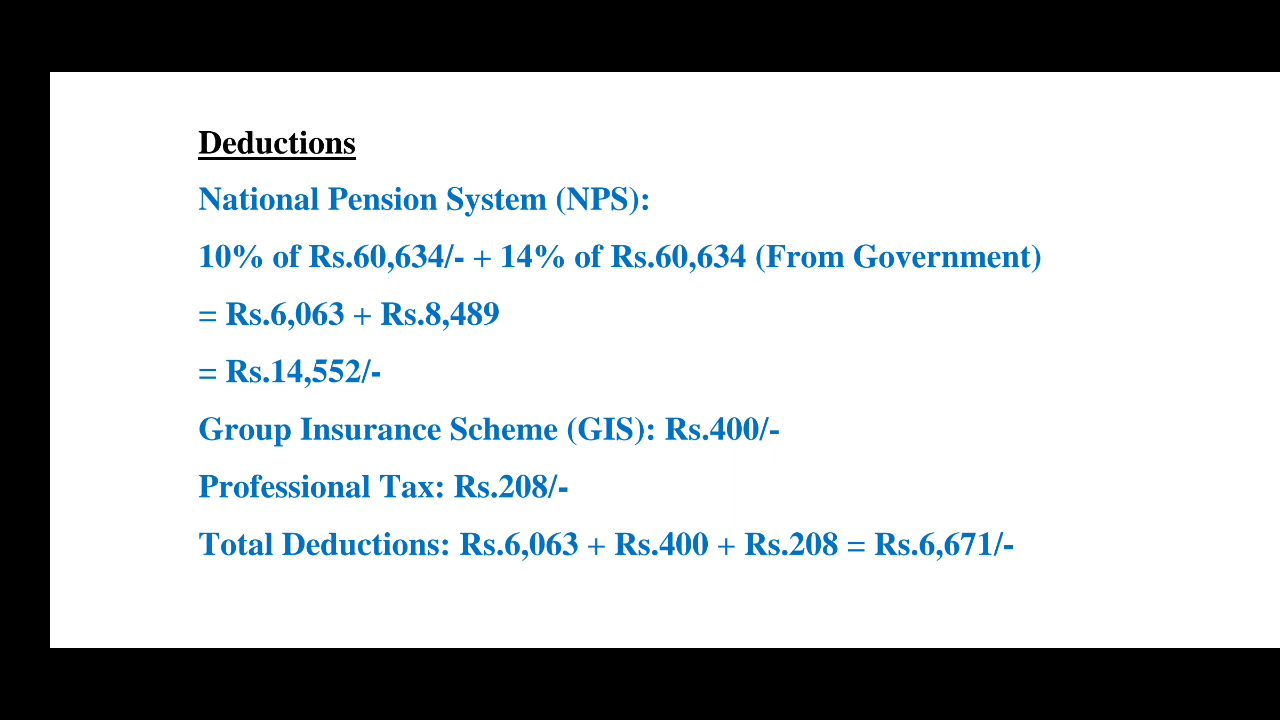 Deductions
National Pension System (NPS):
10% of Rs.60,634/- + 14% of Rs.60,634 (From Government)
= Rs.6,063 + Rs.8,489
= Rs.14,552/-
Group Insurance Scheme (GIS): Rs.400/-
Professional Tax: Rs.208/-
Total Deductions: Rs.6,063 + Rs.400 + Rs.208 = Rs.6,671/-